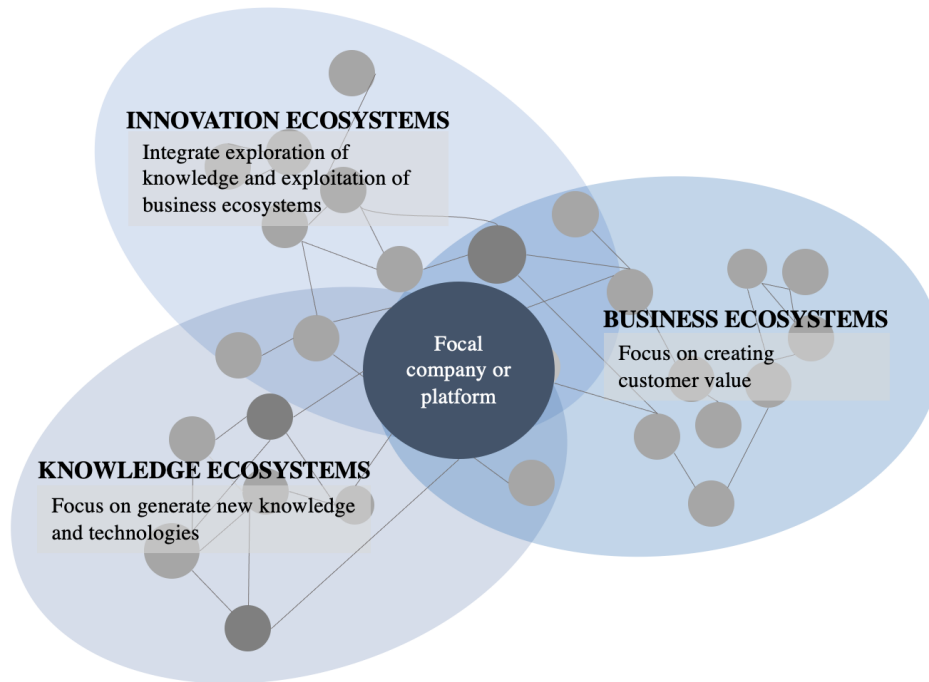 INNOVATION ECOSYSTEMS
Integrate exploration of
knowledge and exploitation of
business ecosystems
Focal
company or
platform
BUSINESS ECOSYSTEMS
Focus on creating
customer value
KNOWLEDGE ECOSYSTEMS
Focus on generate new knowledge
and technologies